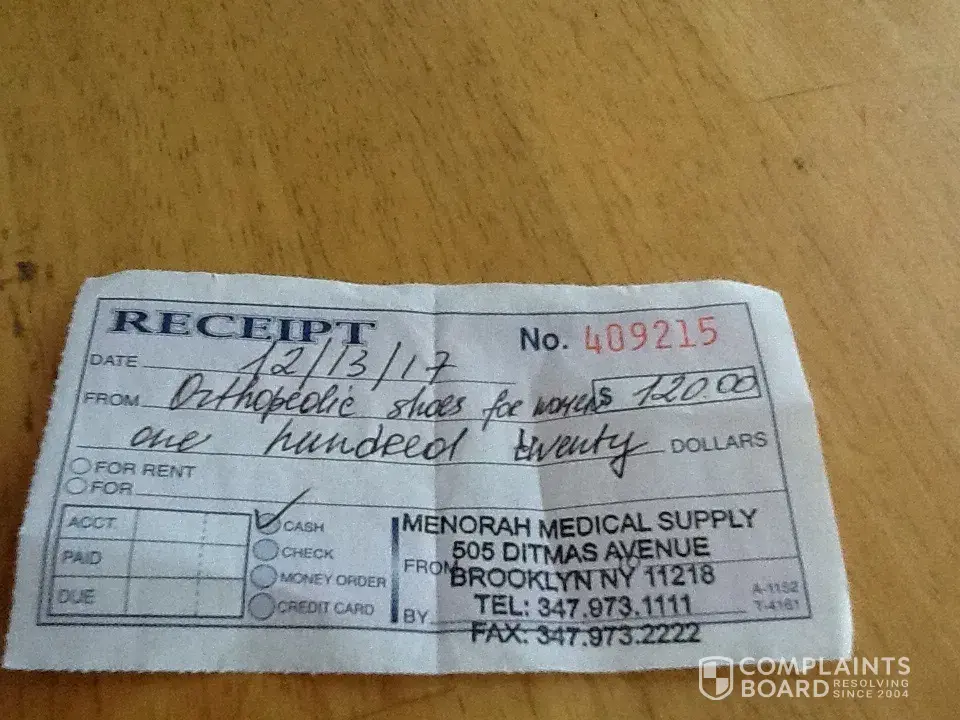 RECEIPT No. 409215
DATE 12/13/17
FROM Orthopedic shoes for women $ 120.00
one hundred twenty DOLLARS
FOR RENT
FOR
ACCT.
PAID
DUE
CASH
CHECK
MONEY ORDER
CREDIT CARD
FROM
BY
MENORAH MEDICAL SUPPLY
505 DITMAS AVENUE
BROOKLYN NY 11218
TEL: 347.973.1111
FAX: 347.973.2222
A-1152
T-4161
COMPLAINTS
BOARD RESOLVING
SINCE 2004